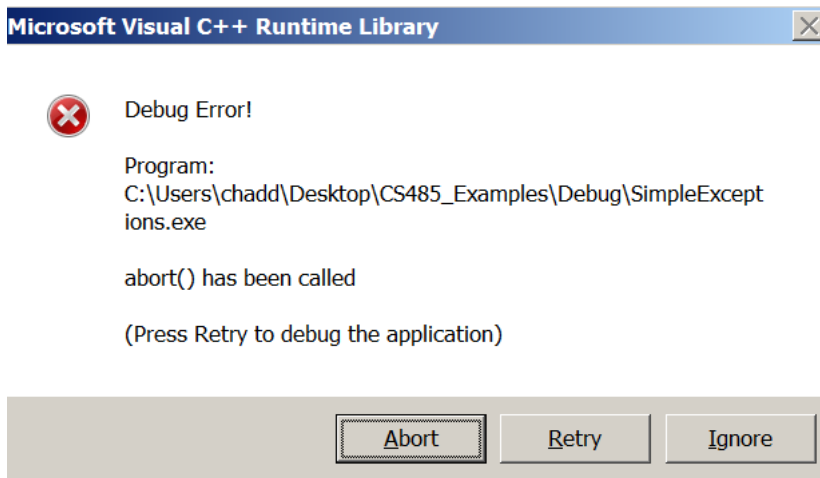 Microsoft Visual C++ Runtime Library
Debug Error!
Program:
C:\Users\chadd\Desktop\CS485_Examples\Debug\SimpleExcept
ions.exe
abort() has been called
(Press Retry to debug the application)
Abort Retry Ignore